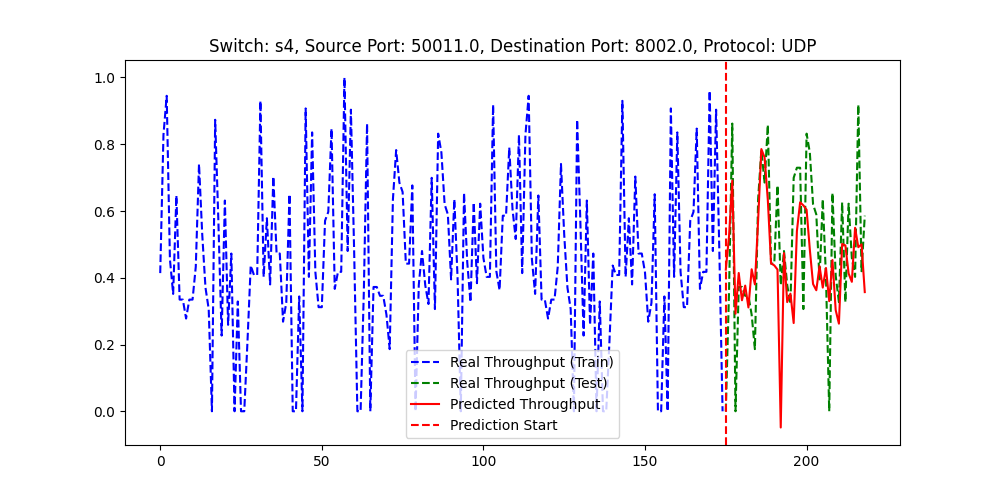 Switch: s4, Source Port: 50011.0, Destination Port: 8002.0, Protocol: UDP
1.0
0.8
0.6
0.4
0.2
0.0
Real Throughput (Train)
Real Throughput (Test)
Predicted Throughput
Prediction Start
0 50 100 150 200